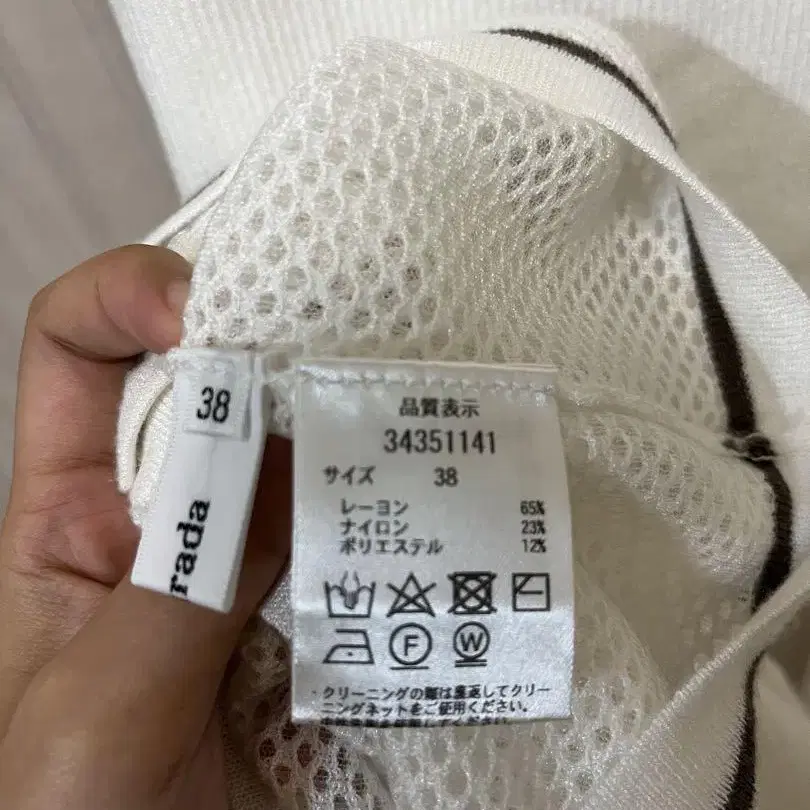 38
rada
品質表示
34351141
サイズ 38
レーヨン 65%
ナイロン 23%
ポリエステル 12%
F
W
・クリーニングの際は裏返してクリー
ニングネットをご使用ください。